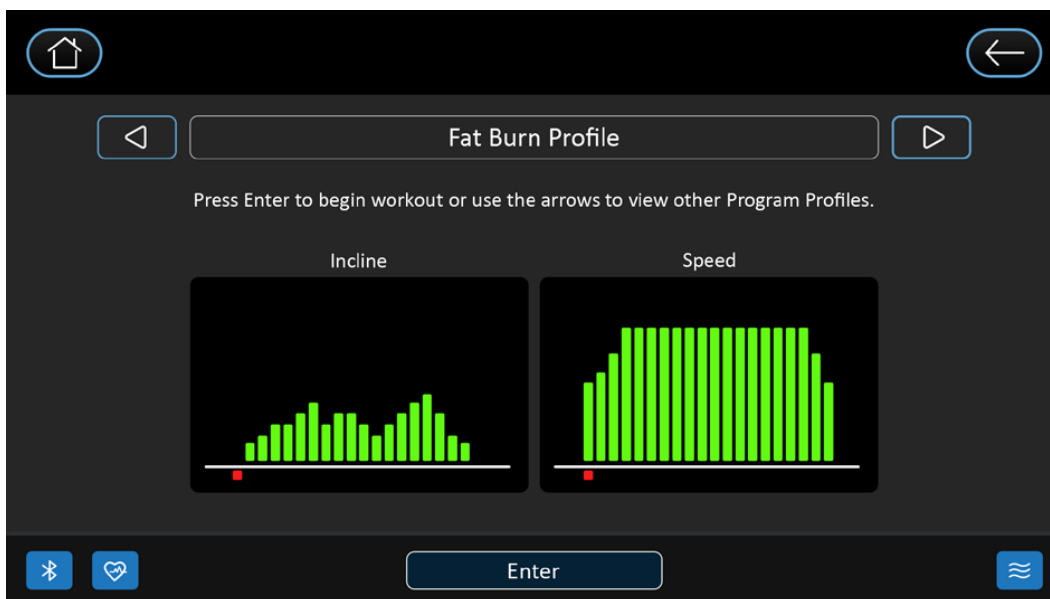 Fat Burn Profile
Press Enter to begin workout or use the arrows to view other Program Profiles.
Incline
Speed
Enter